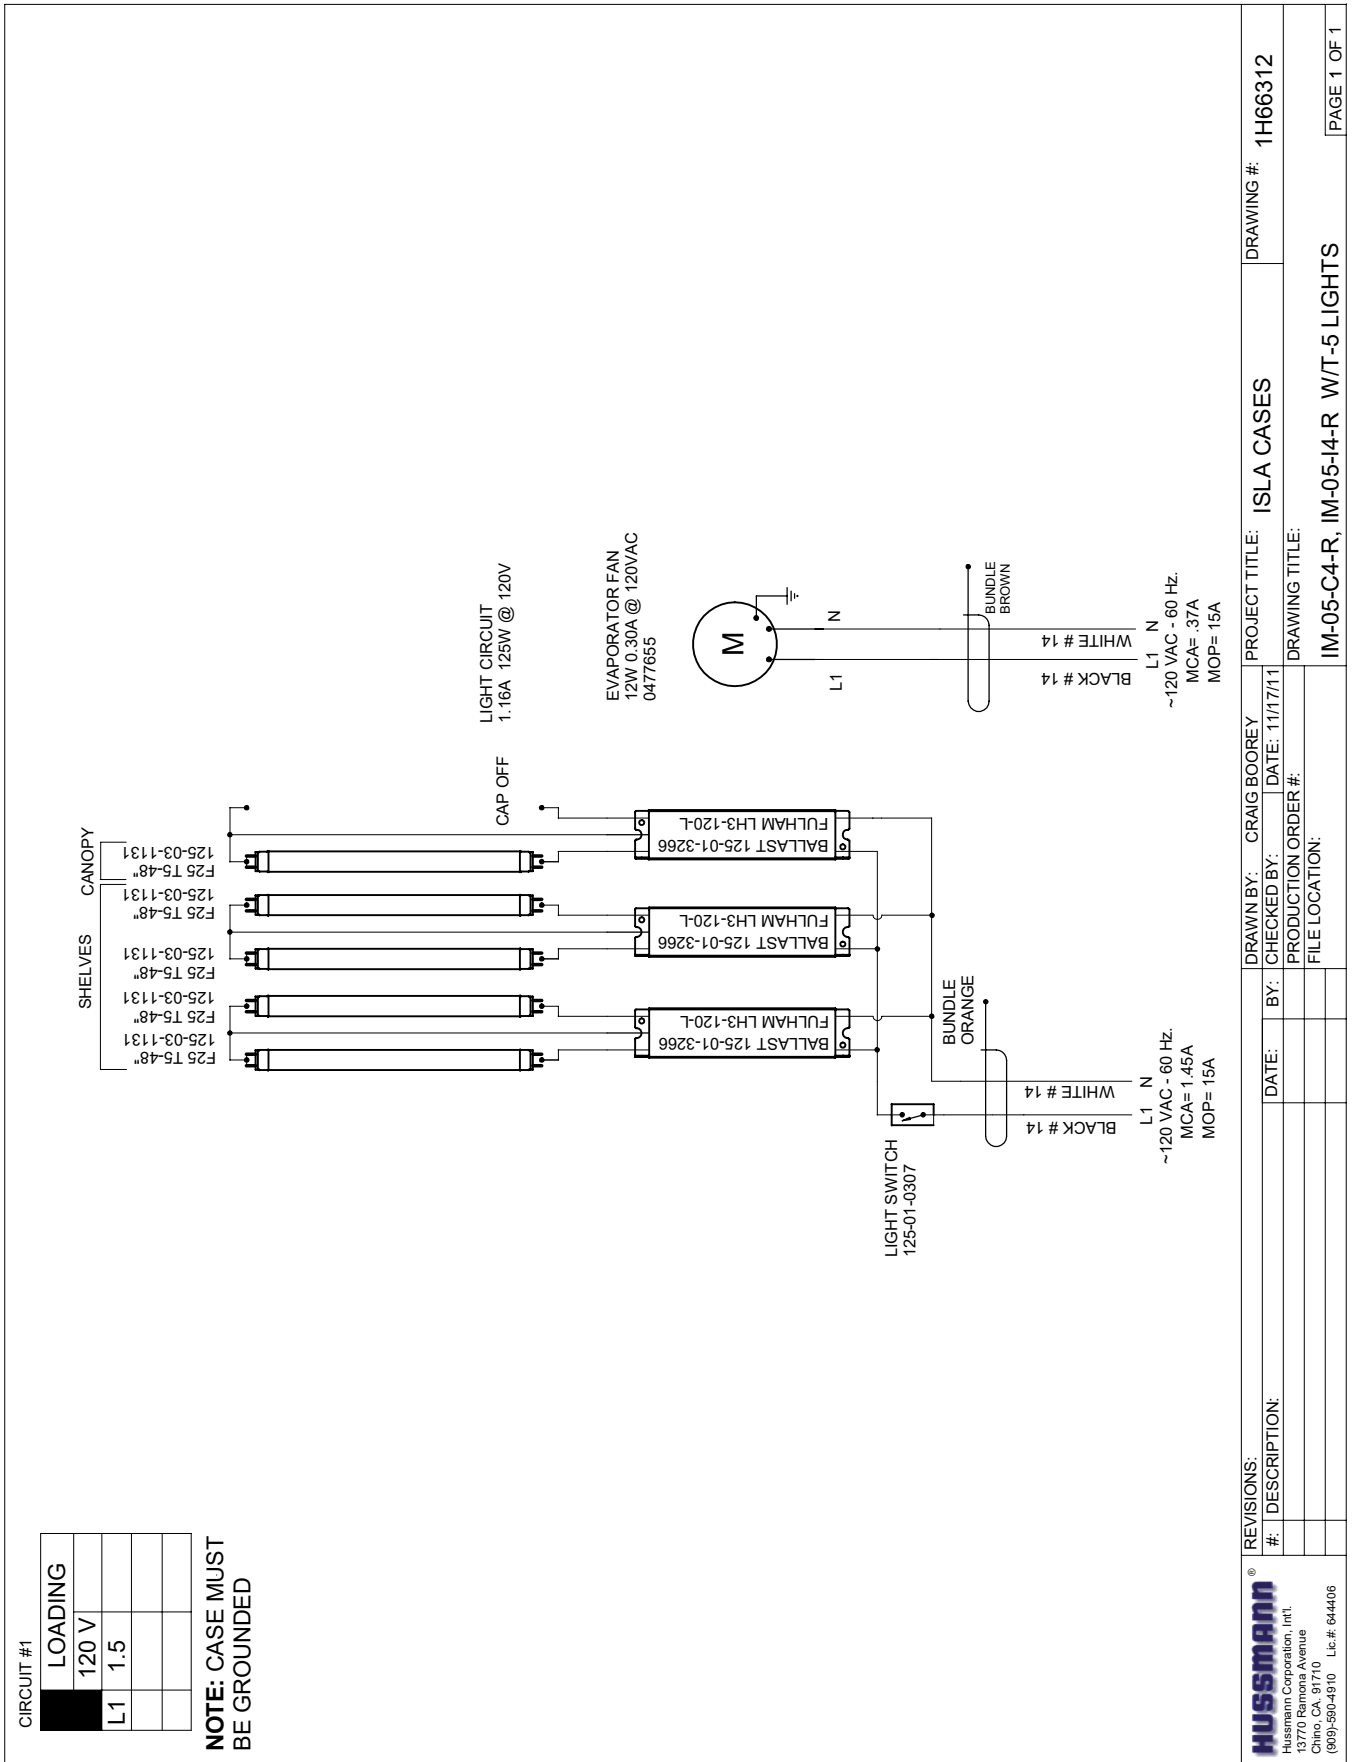 CIRCUIT #1
LOADING
120 V
L1 1.5
NOTE: CASE MUST
BE GROUNDED
SHELVES
CANOPY
F25 T5-48"
125-03-1131
F25 T5-48"
125-03-1131
F25 T5-48"
125-03-1131
F25 T5-48"
125-03-1131
F25 T5-48"
125-03-1131
CAP OFF
LIGHT CIRCUIT
1.16A 125W @ 120V
BALLAST 125-01-3266
FULHAM LH3-120-L
BALLAST 125-01-3266
FULHAM LH3-120-L
BALLAST 125-01-3266
FULHAM LH3-120-L
EVAPORATOR FAN
12W 0.30A @ 120VAC
0477655
M
L1
N
LIGHT SWITCH
125-01-0307
BUNDLE
ORANGE
BLACK # 14
WHITE # 14
L1 N
~120 VAC - 60 Hz.
MCA= 1.45A
MOP= 15A
BUNDLE
BROWN
BLACK # 14
WHITE # 14
L1 N
~120 VAC - 60 Hz.
MCA= .37A
MOP= 15A
HUSSMANN ®
Hussmann Corporation, Int'l.
13770 Ramona Avenue
Chino, CA. 91710
(909)-590-4910 Lic.#: 644406
REVISIONS:
#: DESCRIPTION: DATE: BY:
DRAWN BY: CRAIG BOOREY
CHECKED BY: DATE: 11/17/11
PRODUCTION ORDER #:
FILE LOCATION:
PROJECT TITLE: ISLA CASES
DRAWING #: 1H66312
DRAWING TITLE:
IM-05-C4-R, IM-05-I4-R W/T-5 LIGHTS
PAGE 1 OF 1